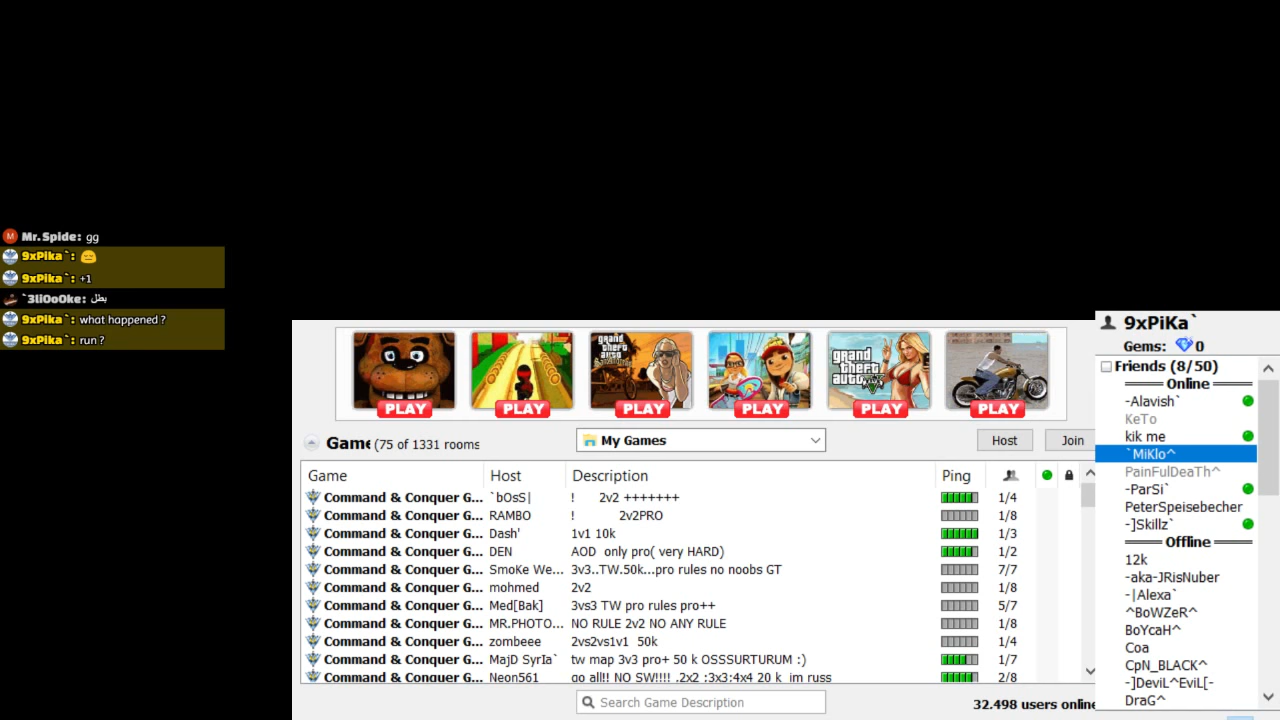 Mr.Spide: gg
9xPika`: 😑
9xPika`: +1
`3liOoOke: بطل
9xPika`: what happened ?
9xPika`: run ?
PLAY PLAY grand theft auto PLAY PLAY grand theft auto V PLAY PLAY
Game (75 of 1331 rooms
My Games
Host
Join
Game Host Description Ping
Command & Conquer G... `bOsS| ! 2v2 +++++++ 1/4
Command & Conquer G... RAMBO ! 2v2PRO 1/8
Command & Conquer G... Dash' 1v1 10k 1/3
Command & Conquer G... DEN AOD only pro( very HARD) 1/2
Command & Conquer G... SmoKe We... 3v3..TW.50k...pro rules no noobs GT 7/7
Command & Conquer G... mohmed 2v2 1/8
Command & Conquer G... Med[Bak] 3vs3 TW pro rules pro++ 5/7
Command & Conquer G... MR.PHOTO... NO RULE 2v2 NO ANY RULE 1/8
Command & Conquer G... zombeee 2vs2vs1v1 50k 1/4
Command & Conquer G... MajD SyrIa` tw map 3v3 pro+ 50 k OSSSURTURUM :) 1/7
Command & Conquer G... Neon561 go all!! NO SW!!!! .2x2 :3x3:4x4 20 k im russ 2/8
Search Game Description
32.498 users online
9xPiKa`
Gems: 0
Friends (8/50)
Online
-Alavish`
KeTo
kik me
`MiKlo^
PainFulDeaTh^
-ParSi`
PeterSpeisebecher
-]Skillz`
Offline
12k
-aka-JRisNuber
-|Alexa`
^BoWZeR^
BoYcaH^
Coa
CpN_BLACK^
-]DeviL^EviL[-
DraG^